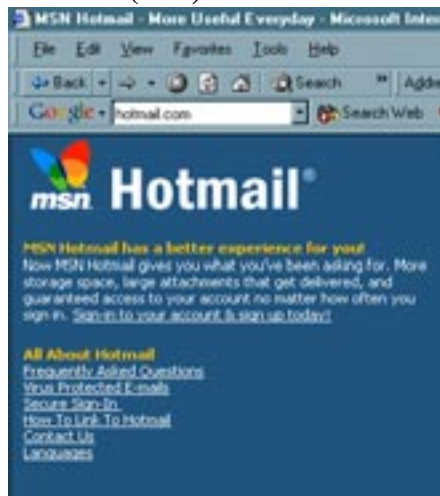 MSN Hotmail - More Useful Everyday - Microsoft Inte
File Edit View Favorites Tools Help
Back Search » Addre
Google hotmail.com Search Web
msn Hotmail®
MSN Hotmail has a better experience for you!
Now MSN Hotmail gives you what you've been asking for. More
storage space, large attachments that get delivered, and
guaranteed access to your account no matter how often you
sign in. Sign-in to your account & sign up today!
All About Hotmail
Frequently Asked Questions
Virus Protected E-mails
Secure Sign-In
How To Link To Hotmail
Contact Us
Languages